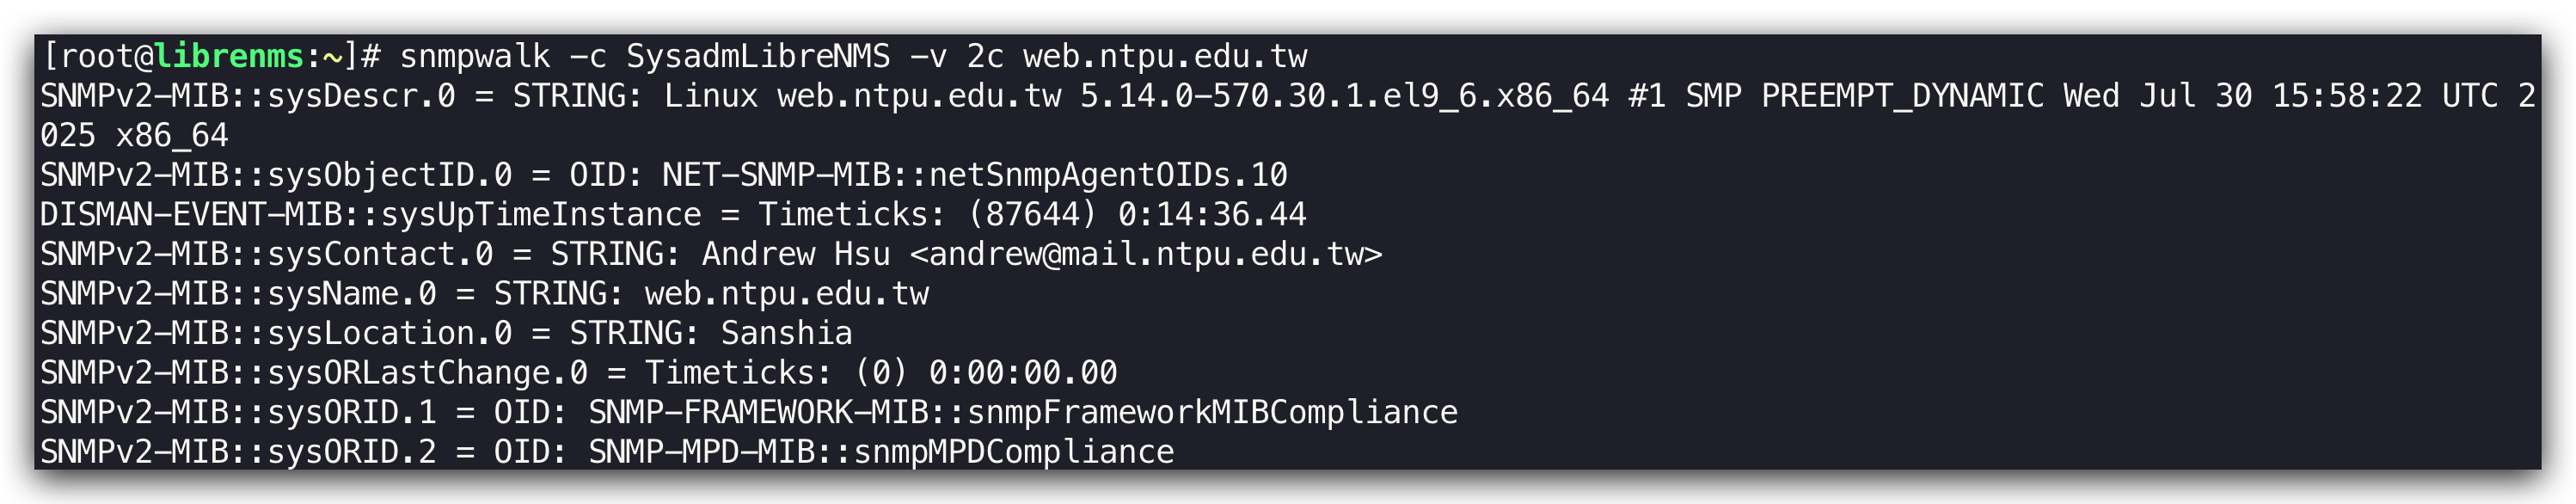 [root@librenms:~]# snmpwalk -c SysadmLibreNMS -v 2c web.ntpu.edu.tw
SNMPv2-MIB::sysDescr.0 = STRING: Linux web.ntpu.edu.tw 5.14.0-570.30.1.el9_6.x86_64 #1 SMP PREEMPT_DYNAMIC Wed Jul 30 15:58:22 UTC 2
025 x86_64
SNMPv2-MIB::sysObjectID.0 = OID: NET-SNMP-MIB::netSnmpAgentOIDs.10
DISMAN-EVENT-MIB::sysUpTimeInstance = Timeticks: (87644) 0:14:36.44
SNMPv2-MIB::sysContact.0 = STRING: Andrew Hsu <andrew@mail.ntpu.edu.tw>
SNMPv2-MIB::sysName.0 = STRING: web.ntpu.edu.tw
SNMPv2-MIB::sysLocation.0 = STRING: Sanshia
SNMPv2-MIB::sysORLastChange.0 = Timeticks: (0) 0:00:00.00
SNMPv2-MIB::sysORID.1 = OID: SNMP-FRAMEWORK-MIB::snmpFrameworkMIBCompliance
SNMPv2-MIB::sysORID.2 = OID: SNMP-MPD-MIB::snmpMPDCompliance